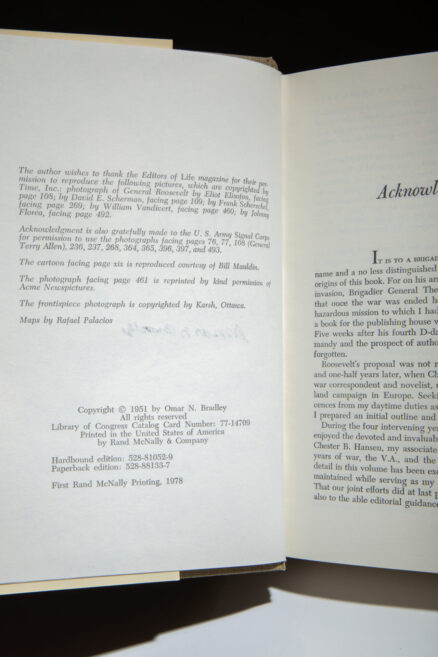 The author wishes to thank the Editors of Life magazine for their per-
mission to reproduce the following pictures, which are copyrighted by
Time, Inc.: photograph of General Roosevelt by Eliot Elisofon, facing
page 108; by David E. Scherman, facing page 109; by Frank Scherschel,
facing page 269; by William Vandivert, facing page 460; by Johnny
Florea, facing page 492.
Acknowledgment is also gratefully made to the U. S. Army Signal Corps
for permission to use the photographs facing pages 76, 77, 108 (General
Terry Allen), 236, 237, 268, 364, 365, 396, 397, and 493.
The cartoon facing page xix is reproduced courtesy of Bill Mauldin.
The photograph facing page 461 is reprinted by kind permission of
Acme Newspictures.
The frontispiece photograph is copyrighted by Karsh, Ottawa.
Maps by Rafael Palacios
Copyright © 1951 by Omar N. Bradley
All rights reserved
Library of Congress Catalog Card Number: 77-14709
Printed in the United States of America
by Rand McNally & Company
Hardbound edition: 528-81052-9
Paperback edition: 528-88133-7
First Rand McNally Printing, 1978
Acknowl
It is to a briga
name and a no less distinguished
origins of this book. For on his arr
invasion, Brigadier General The
that once the war was ended h
hazardous mission to which I had
a book for the publishing house w
Five weeks after his fourth D-da
mandy and the prospect of author
forgotten.
Roosevelt's proposal was not r
and one-half years later, when Ch
war correspondent and novelist, s
land campaign in Europe. Seeki
cences from my daytime duties as
I prepared an initial outline and
During the four intervening year
enjoyed the devoted and invaluab
Chester B. Hansen, my associate
years of war, the V.A., and the
detail in this volume has been exa
maintained while serving as my
That our joint efforts did at last p
also to the able editorial guidanc